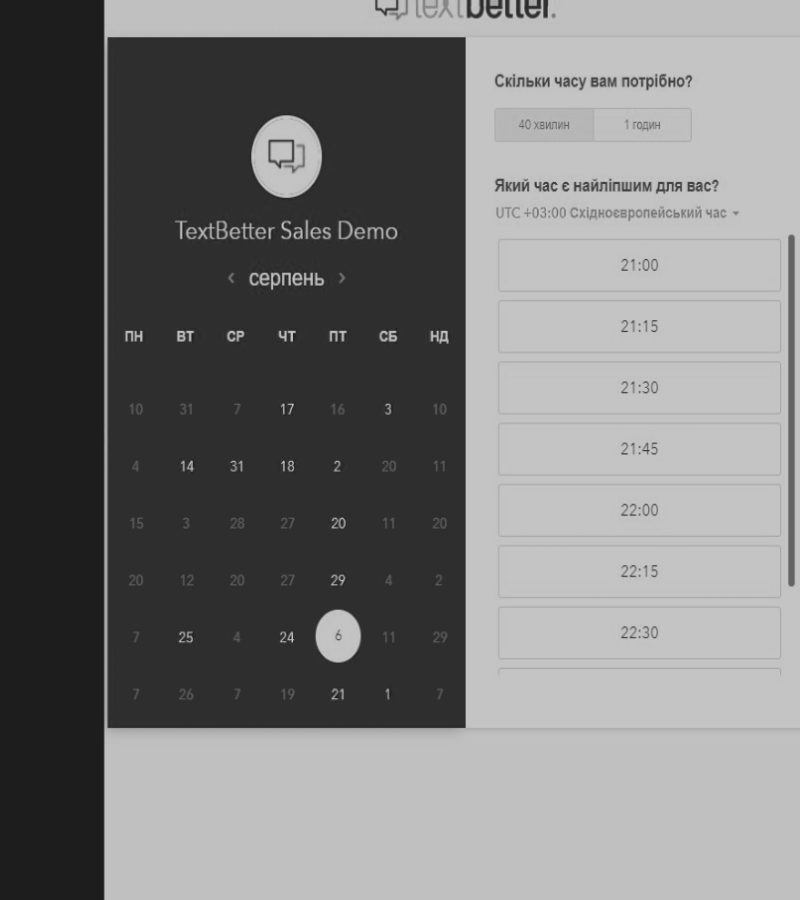 textbetter.
TextBetter Sales Demo
серпень
ПН ВТ СР ЧТ ПТ СБ НД
10 31 7 17 16 3 10
4 14 31 18 2 20 11
15 3 28 27 20 11 20
20 12 20 27 29 4 2
7 25 4 24 6 11 29
7 26 7 19 21 1 7
Скільки часу вам потрібно?
40 хвилин 1 годин
Який час є найліпшим для вас?
UTC +03:00 Східноєвропейський час
21:00
21:15
21:30
21:45
22:00
22:15
22:30